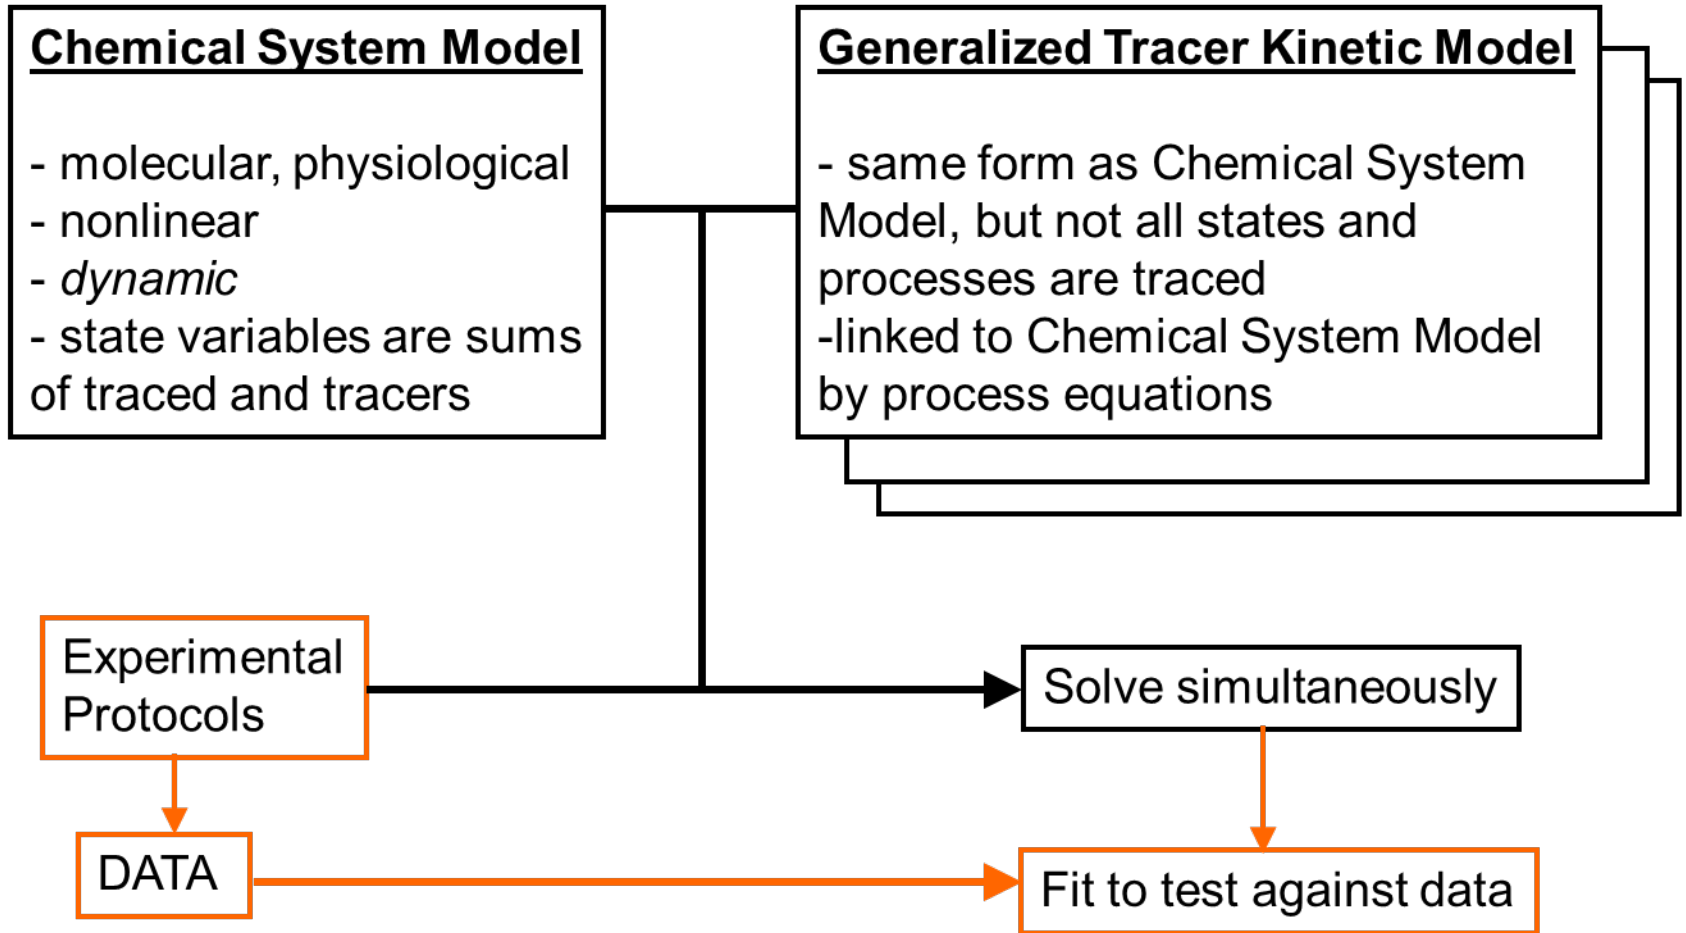 Chemical System Model
- molecular, physiological
- nonlinear
- dynamic
- state variables are sums
of traced and tracers
Generalized Tracer Kinetic Model
- same form as Chemical System
Model, but not all states and
processes are traced
-linked to Chemical System Model
by process equations
Experimental
Protocols
Solve simultaneously
DATA
Fit to test against data